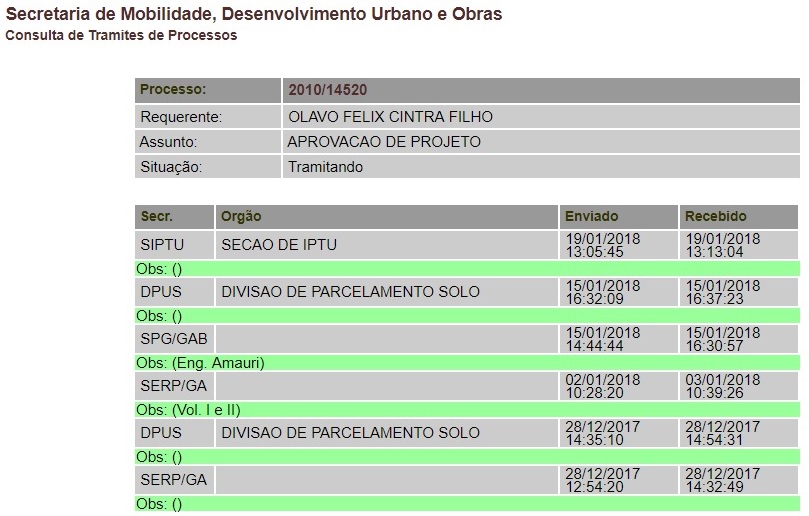 Secretaria de Mobilidade, Desenvolvimento Urbano e Obras
Consulta de Tramites de Processos
Processo: 2010/14520
Requerente: OLAVO FELIX CINTRA FILHO
Assunto: APROVACAO DE PROJETO
Situação: Tramitando
Secr. Orgão Enviado Recebido
SIPTU SECAO DE IPTU 19/01/2018 19/01/2018
13:05:45 13:13:04
Obs: ()
DPUS DIVISAO DE PARCELAMENTO SOLO 15/01/2018 15/01/2018
16:32:09 16:37:23
Obs: ()
SPG/GAB 15/01/2018 15/01/2018
14:44:44 16:30:57
Obs: (Eng. Amauri)
SERP/GA 02/01/2018 03/01/2018
10:28:20 10:39:26
Obs: (Vol. I e II)
DPUS DIVISAO DE PARCELAMENTO SOLO 28/12/2017 28/12/2017
14:35:10 14:54:31
Obs: ()
SERP/GA 28/12/2017 28/12/2017
12:54:20 14:32:49
Obs: ()